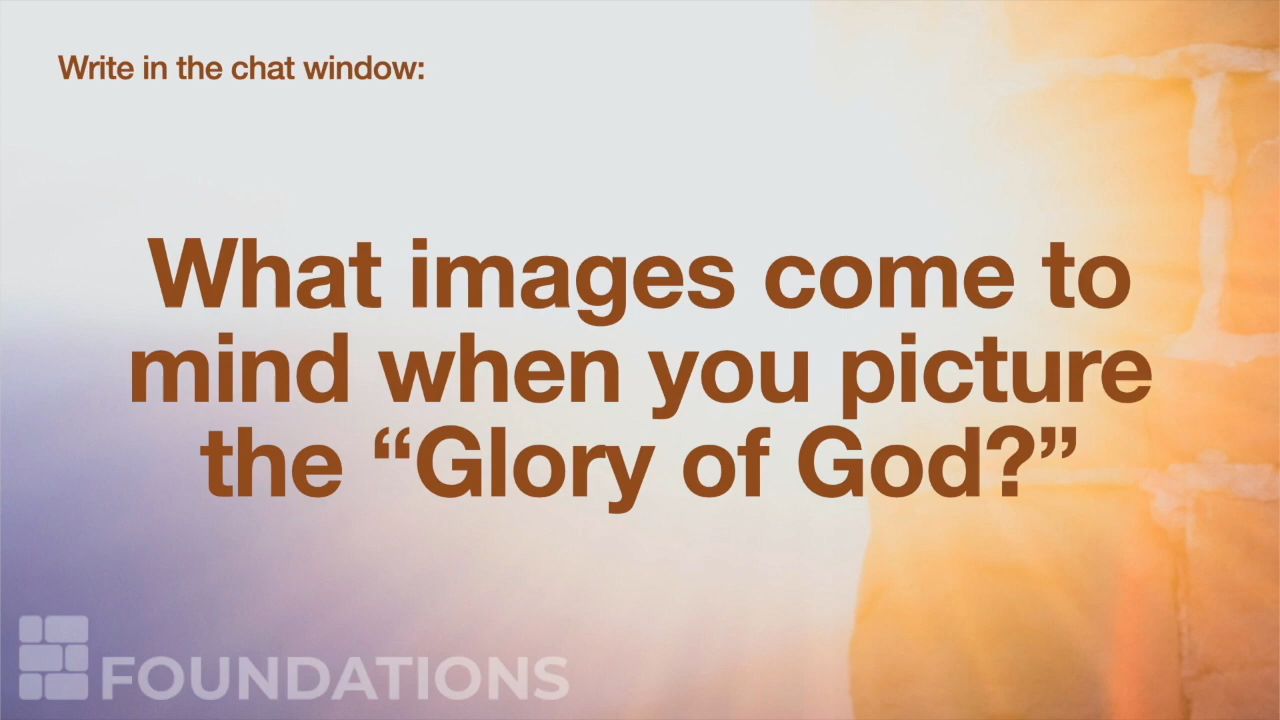 Write in the chat window:
What images come to
mind when you picture
the “Glory of God?”
FOUNDATIONS